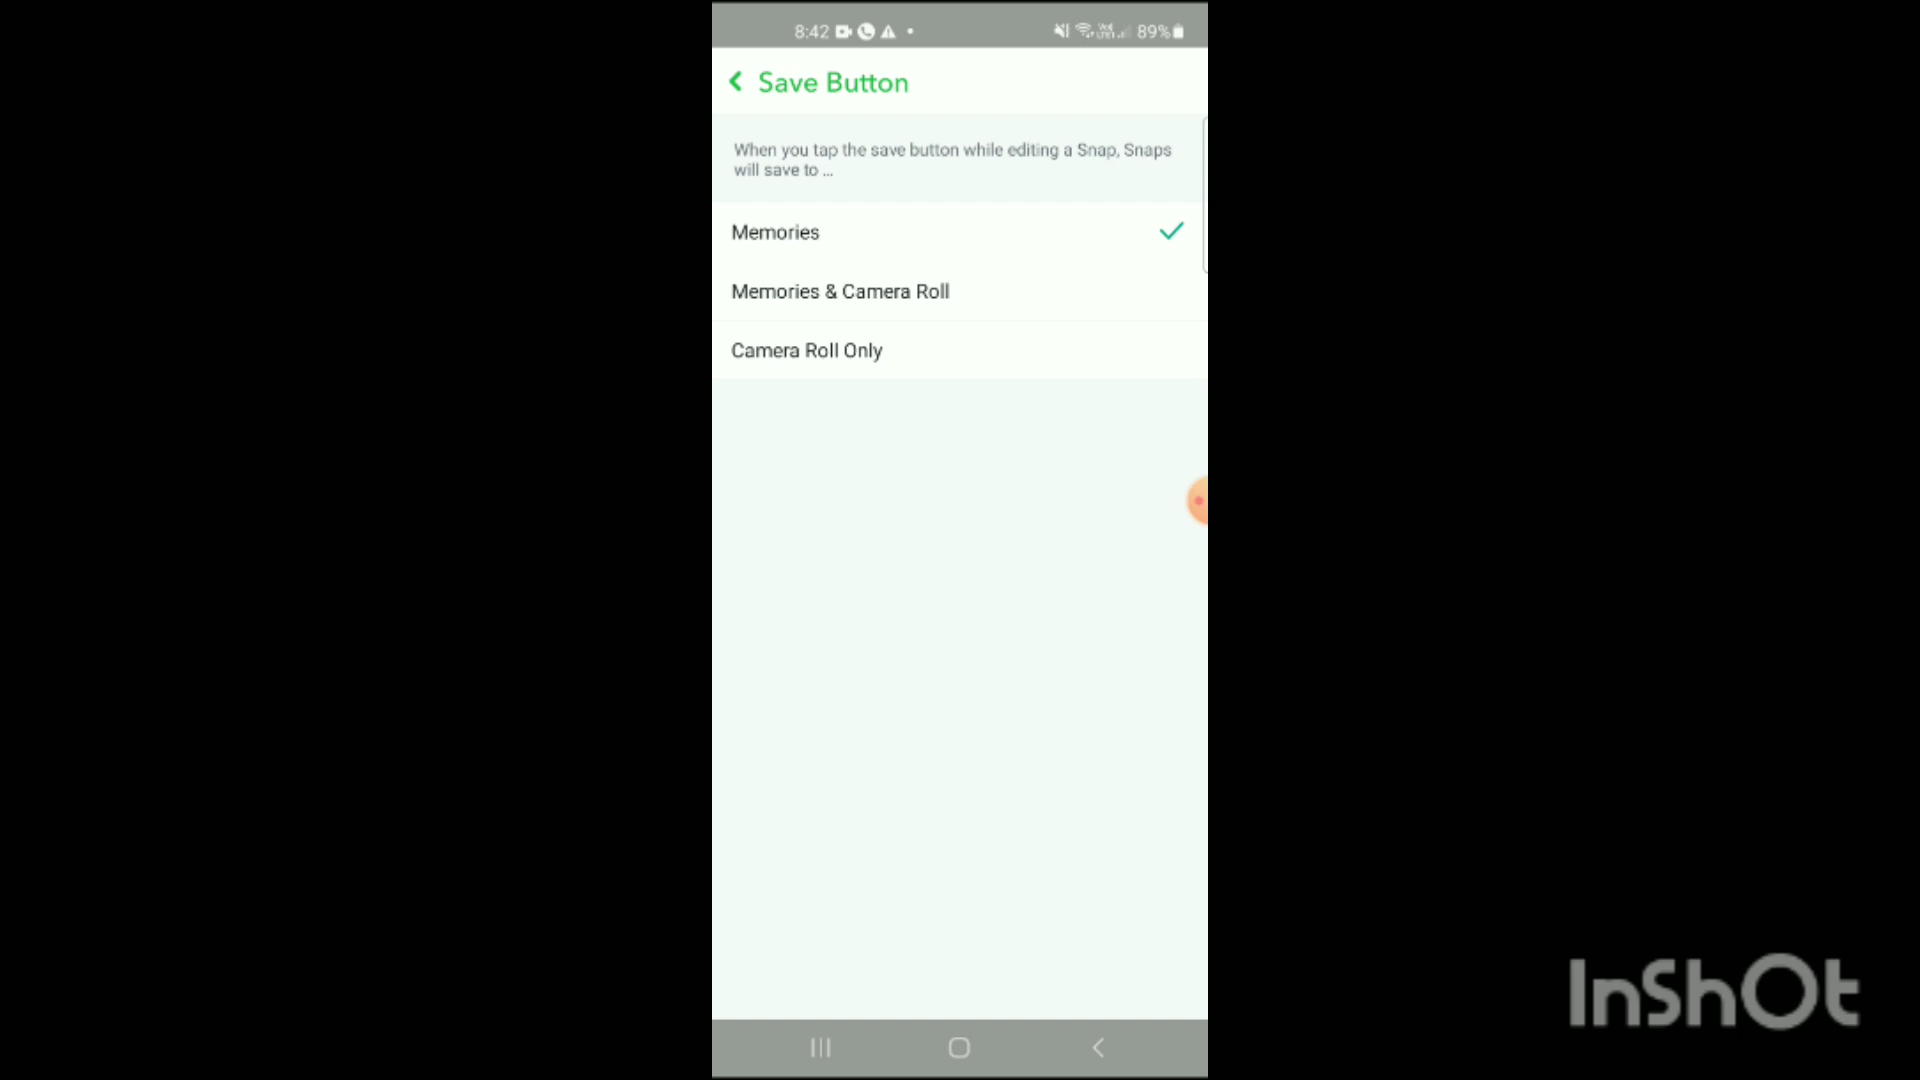 8:42
89%
Save Button
When you tap the save button while editing a Snap, Snaps
will save to ...
Memories
Memories & Camera Roll
Camera Roll Only
InShOt